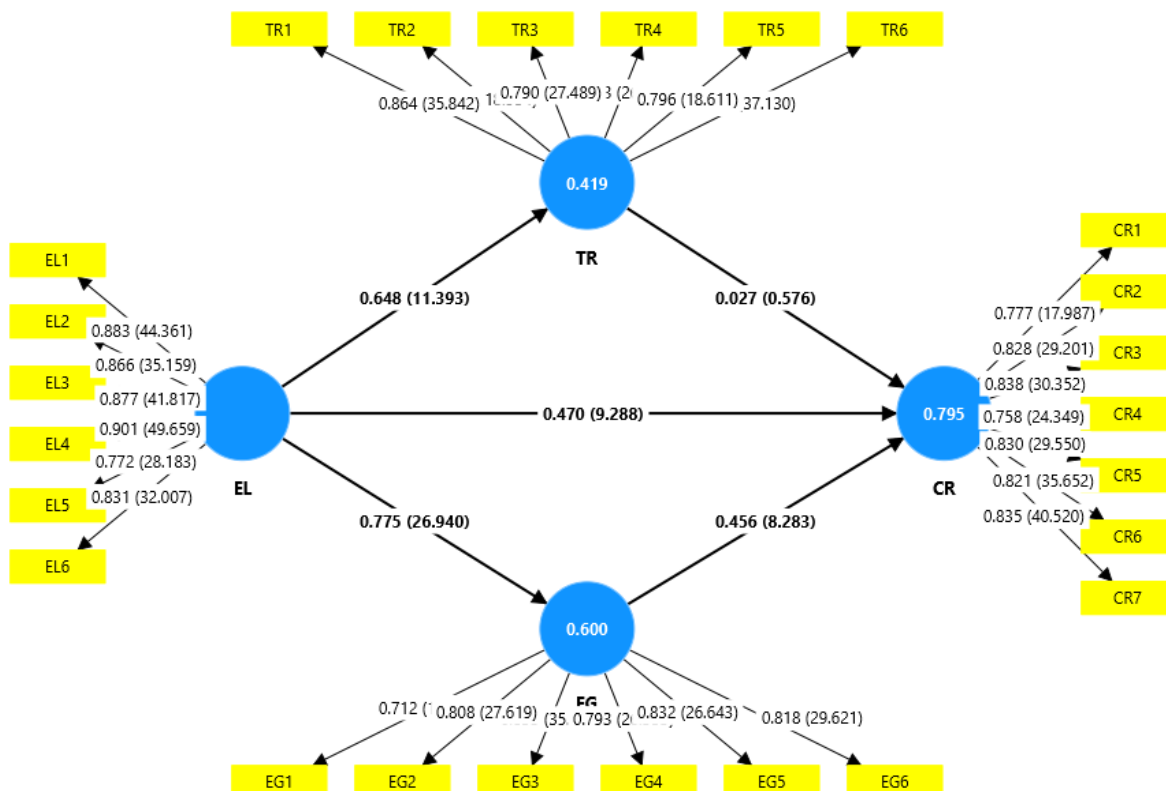 TR1 TR2 TR3 TR4 TR5 TR6
0.864 (35.842) 0.790 (27.489) 0.796 (18.611) 37.130)
0.419
TR
EL1
EL2
EL3
EL4
EL5
EL6
0.883 (44.361)
0.866 (35.159)
0.877 (41.817)
0.901 (49.659)
0.772 (28.183)
0.831 (32.007)
EL
0.648 (11.393)
0.027 (0.576)
0.470 (9.288)
0.775 (26.940)
0.456 (8.283)
0.795
CR
CR1
CR2
CR3
CR4
CR5
CR6
CR7
0.777 (17.987)
0.828 (29.201)
0.838 (30.352)
0.758 (24.349)
0.830 (29.550)
0.821 (35.652)
0.835 (40.520)
0.600
EG
0.712 0.808 (27.619) (35. 0.793 0.832 (26.643) 0.818 (29.621)
EG1 EG2 EG3 EG4 EG5 EG6